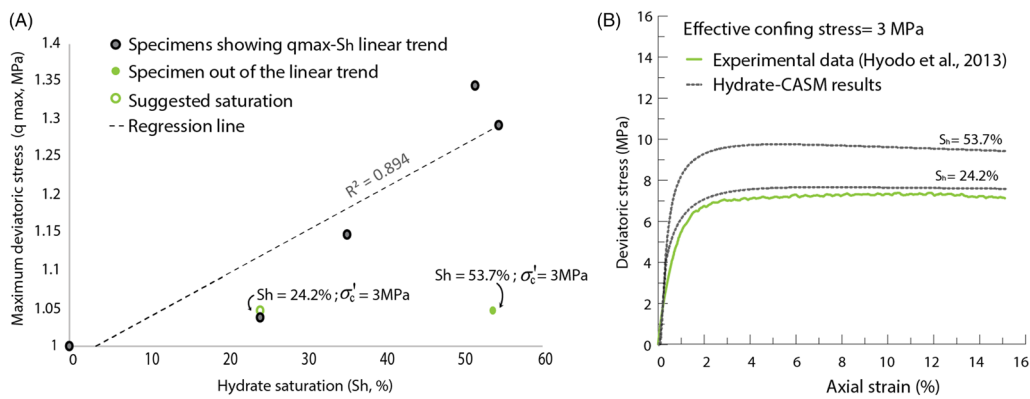 (A)
1.4
1.35
1.3
1.25
1.2
1.15
1.1
1.05
1
Maximum deviatoric stress (q max, MPa)
Specimens showing qmax-Sh linear trend
Specimen out of the linear trend
Suggested saturation
Regression line
R² = 0.894
Sh = 24.2% ; σ'c = 3MPa
Sh = 53.7% ; σ'c = 3MPa
0 10 20 30 40 50 60
Hydrate saturation (Sh, %)
(B)
16
14
12
10
8
6
4
2
0
Deviatoric stress (MPa)
Effective confing stress= 3 MPa
Experimental data (Hyodo et al., 2013)
Hydrate-CASM results
Sh = 53.7%
Sh = 24.2%
0 2 4 6 8 10 12 14 16
Axial strain (%)